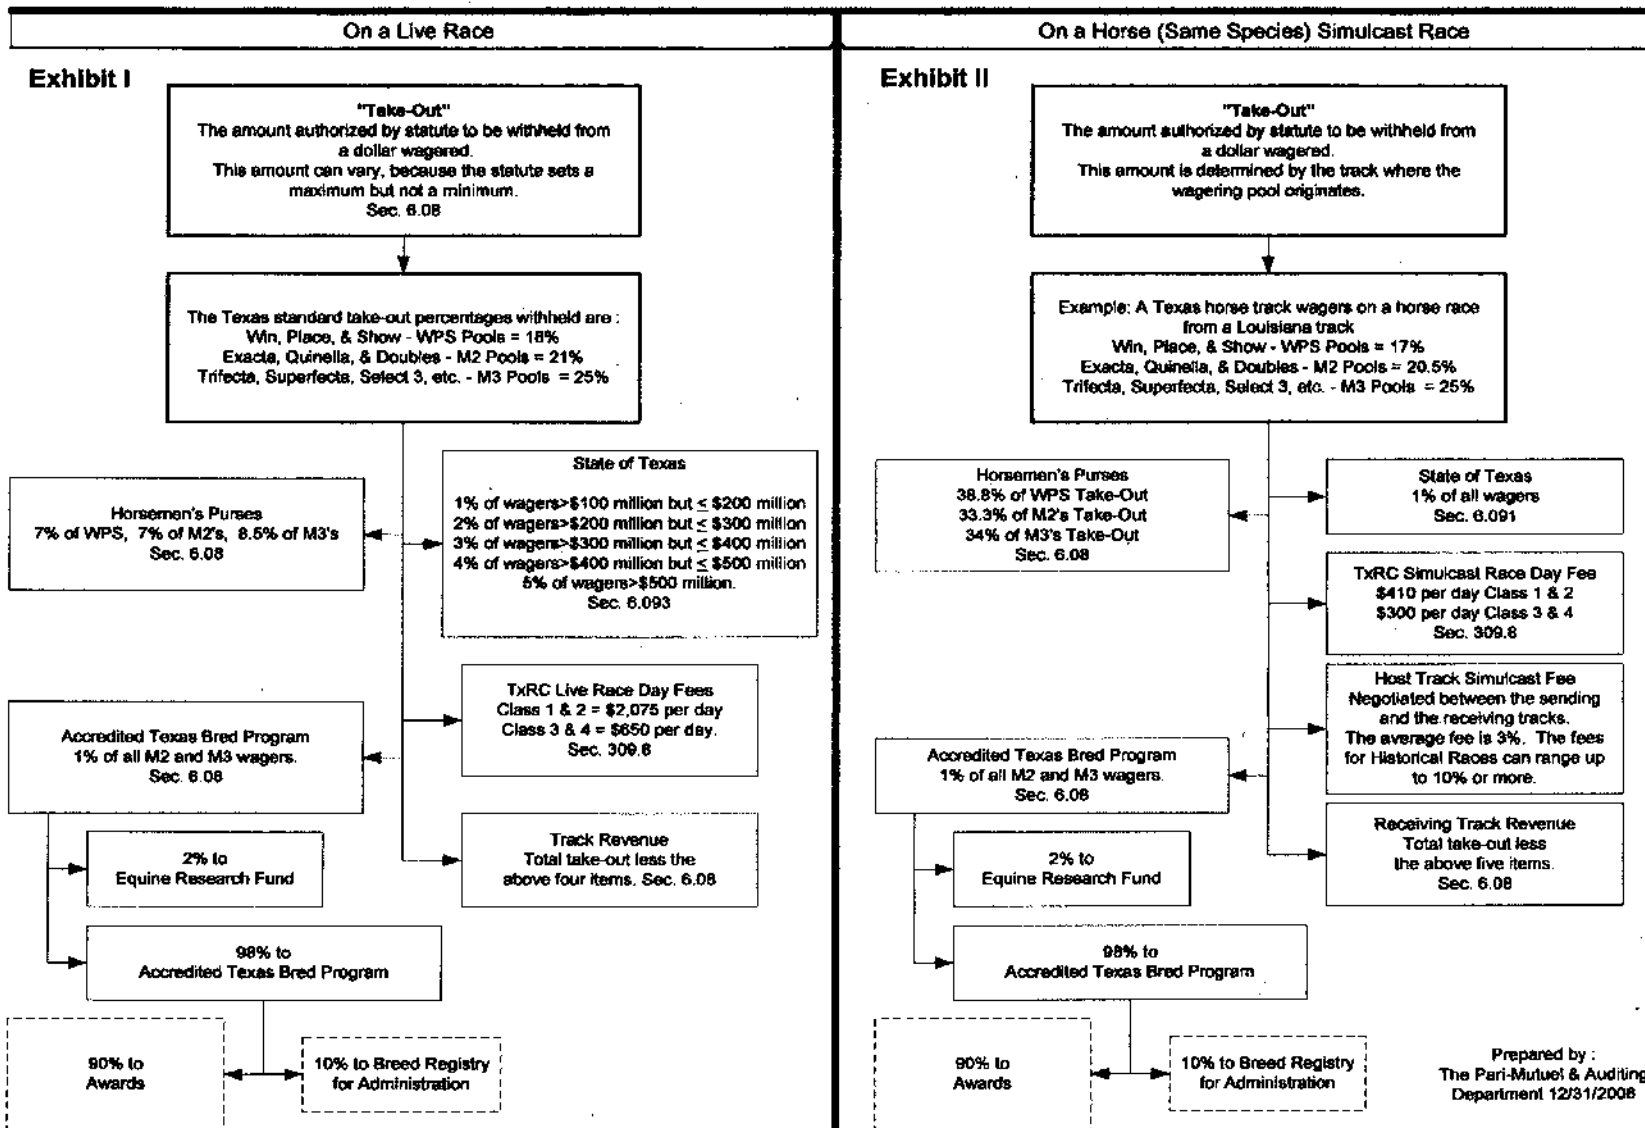 On a Live Race
Exhibit I
"Take-Out"
The amount authorized by statute to be withheld from
a dollar wagered.
This amount can vary, because the statute sets a
maximum but not a minimum.
Sec. 6.08
The Texas standard take-out percentages withheld are :
Win, Place, & Show - WPS Pools = 18%
Exacta, Quinella, & Doubles - M2 Pools = 21%
Trifecta, Superfecta, Select 3, etc. - M3 Pools = 25%
Horsemen's Purses
7% of WPS, 7% of M2's, 8.5% of M3's
Sec. 6.08
State of Texas
1% of wagers>$100 million but ≤ $200 million
2% of wagers>$200 million but ≤ $300 million
3% of wagers>$300 million but ≤ $400 million
4% of wagers>$400 million but ≤ $500 million
5% of wagers>$500 million.
Sec. 6.093
TxRC Live Race Day Fees
Class 1 & 2 = $2,075 per day
Class 3 & 4 = $650 per day.
Sec. 309.8
Accredited Texas Bred Program
1% of all M2 and M3 wagers.
Sec. 6.08
Track Revenue
Total take-out less the
above four items. Sec. 6.08
2% to
Equine Research Fund
98% to
Accredited Texas Bred Program
90% to
Awards
10% to Breed Registry
for Administration
On a Horse (Same Species) Simulcast Race
Exhibit II
"Take-Out"
The amount authorized by statute to be withheld from
a dollar wagered.
This amount is determined by the track where the
wagering pool originates.
Example: A Texas horse track wagers on a horse race
from a Louisiana track
Win, Place, & Show - WPS Pools = 17%
Exacta, Quinella, & Doubles - M2 Pools = 20.5%
Trifecta, Superfecta, Select 3, etc. - M3 Pools = 25%
Horsemen's Purses
38.8% of WPS Take-Out
33.3% of M2's Take-Out
34% of M3's Take-Out
Sec. 6.08
State of Texas
1% of all wagers
Sec. 6.091
TxRC Simulcast Race Day Fee
$410 per day Class 1 & 2
$300 per day Class 3 & 4
Sec. 309.8
Host Track Simulcast Fee
Negotiated between the sending
and the receiving tracks.
The average fee is 3%. The fees
for Historical Races can range up
to 10% or more.
Accredited Texas Bred Program
1% of all M2 and M3 wagers.
Sec. 6.08
Receiving Track Revenue
Total take-out less
the above five items.
Sec. 6.08
2% to
Equine Research Fund
98% to
Accredited Texas Bred Program
90% to
Awards
10% to Breed Registry
for Administration
Prepared by :
The Pari-Mutuel & Auditing
Department 12/31/2008